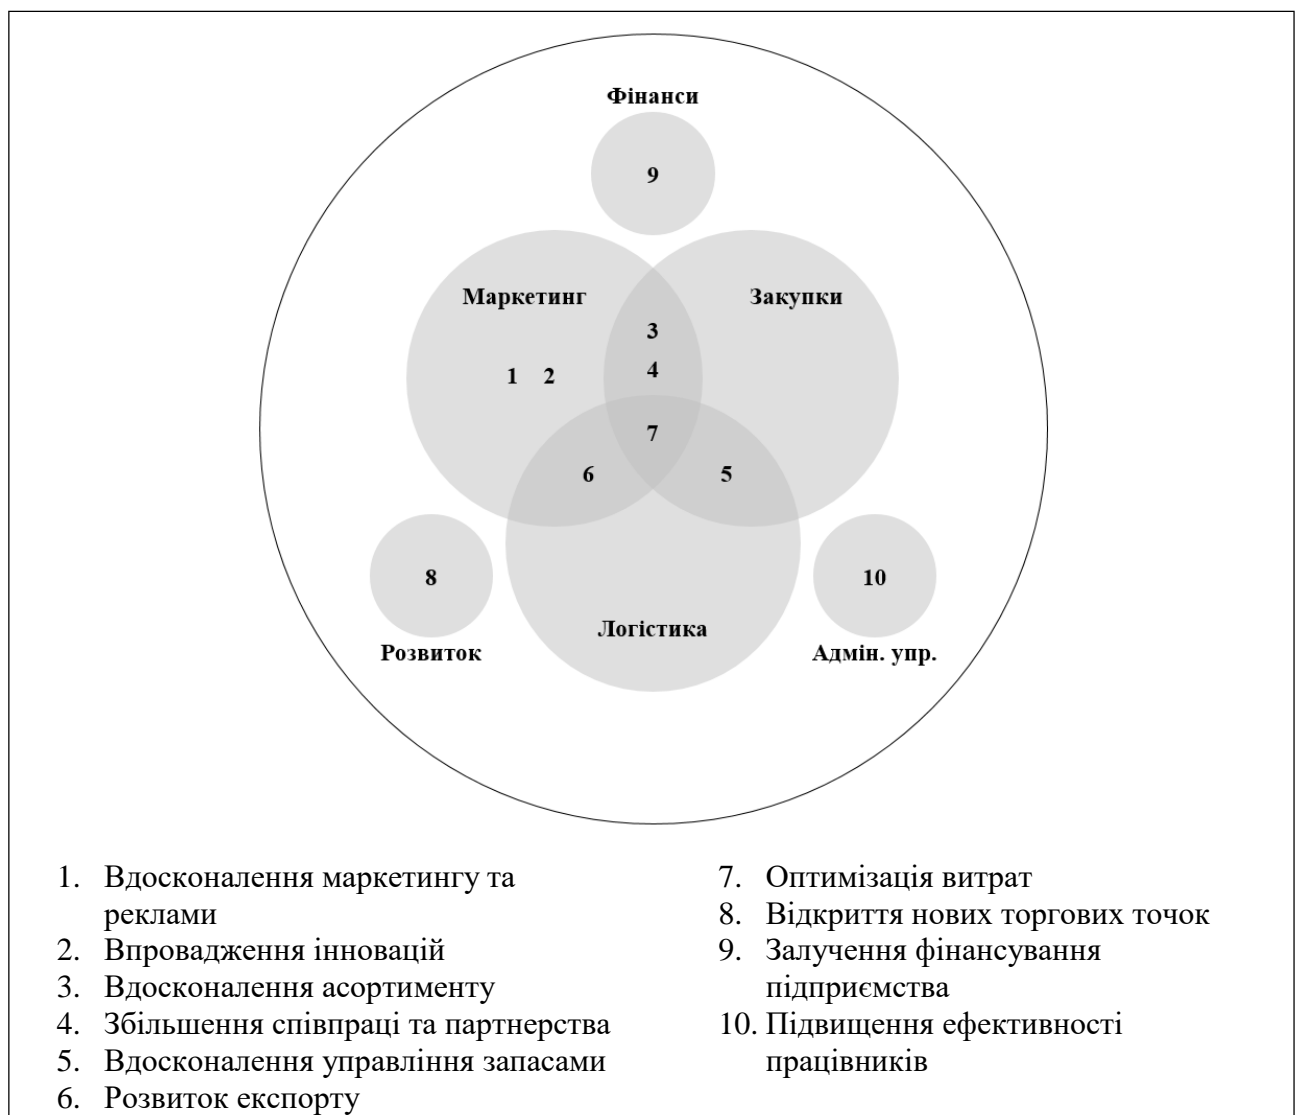 Фінанси
9
Маркетинг
Закупки
3
1 2
4
7
6
5
8
10
Логістика
Розвиток
Адмін. упр.
1. Вдосконалення маркетингу та
реклами
2. Впровадження інновацій
3. Вдосконалення асортименту
4. Збільшення співпраці та партнерства
5. Вдосконалення управління запасами
6. Розвиток експорту
7. Оптимізація витрат
8. Відкриття нових торгових точок
9. Залучення фінансування
підприємства
10. Підвищення ефективності
працівників